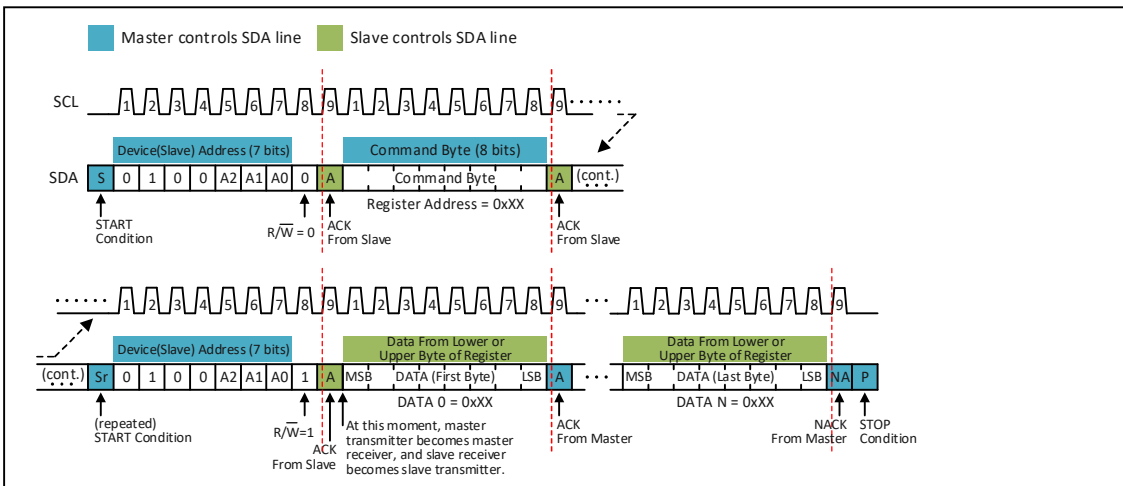 Master controls SDA line Slave controls SDA line
SCL 1 2 3 4 5 6 7 8 9 1 2 3 4 5 6 7 8 9 ......
Device(Slave) Address (7 bits) Command Byte (8 bits)
SDA S 0 1 0 0 A2 A1 A0 0 A Command Byte A (cont.) ....
Register Address = 0xXX
START Condition R/W̅ = 0 ACK From Slave ACK From Slave
...... 1 2 3 4 5 6 7 8 9 1 2 3 4 5 6 7 8 9 ... 1 2 3 4 5 6 7 8 9
Device(Slave) Address (7 bits) Data From Lower or Upper Byte of Register Data From Lower or Upper Byte of Register
(cont.) .... Sr 0 1 0 0 A2 A1 A0 1 A MSB DATA (First Byte) LSB A ... MSB DATA (Last Byte) LSB NA P
DATA 0 = 0xXX DATA N = 0xXX
(repeated) START Condition
R/W̅=1
ACK From Slave
At this moment, master
transmitter becomes master
receiver, and slave receiver
becomes slave transmitter.
ACK From Master
NACK From Master
STOP Condition